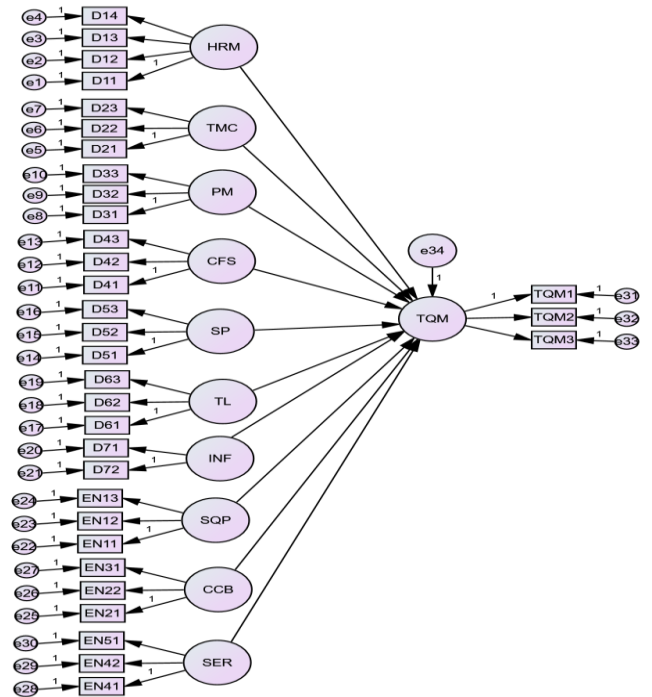 e4 1 D14
e3 1 D13
e2 1 D12
e1 1 D11
1
HRM
e7 1 D23
e6 1 D22
e5 1 D21
1
TMC
e10 1 D33
e9 1 D32
e8 1 D31
1
PM
e13 1 D43
e12 1 D42
e11 1 D41
1
CFS
e16 1 D53
e15 1 D52
e14 1 D51
1
SP
e19 1 D63
e18 1 D62
e17 1 D61
1
TL
e20 1 D71
e21 1 D72
1
INF
e24 1 EN13
e23 1 EN12
e22 1 EN11
1
SQP
e27 1 EN31
e26 1 EN22
e25 1 EN21
1
CCB
e30 1 EN51
e29 1 EN42
e28 1 EN41
1
SER
e34
1
TQM
1 TQM1 1 e31
TQM2 1 e32
TQM3 1 e33